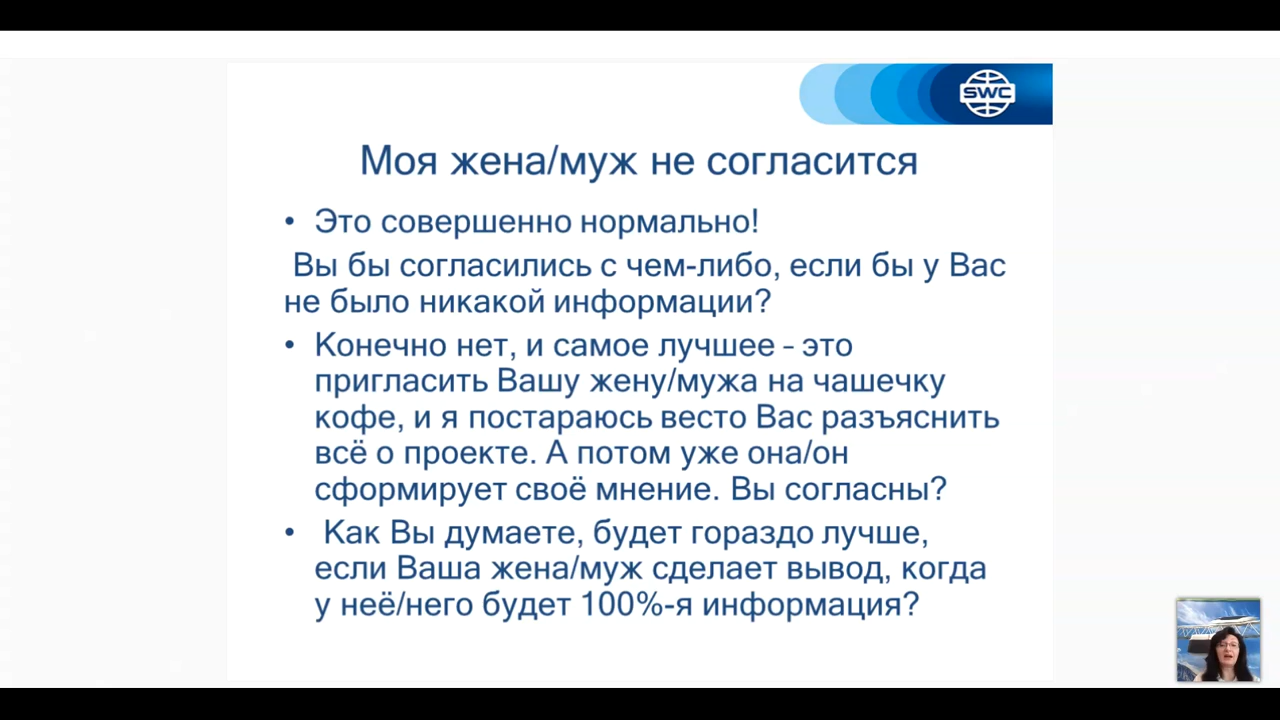 SWC
Моя жена/муж не согласится
• Это совершенно нормально!
Вы бы согласились с чем-либо, если бы у Вас
не было никакой информации?
• Конечно нет, и самое лучшее – это
пригласить Вашу жену/мужа на чашечку
кофе, и я постараюсь весто Вас разъяснить
всё о проекте. А потом уже она/он
сформирует своё мнение. Вы согласны?
• Как Вы думаете, будет гораздо лучше,
если Ваша жена/муж сделает вывод, когда
у неё/него будет 100%-я информация?